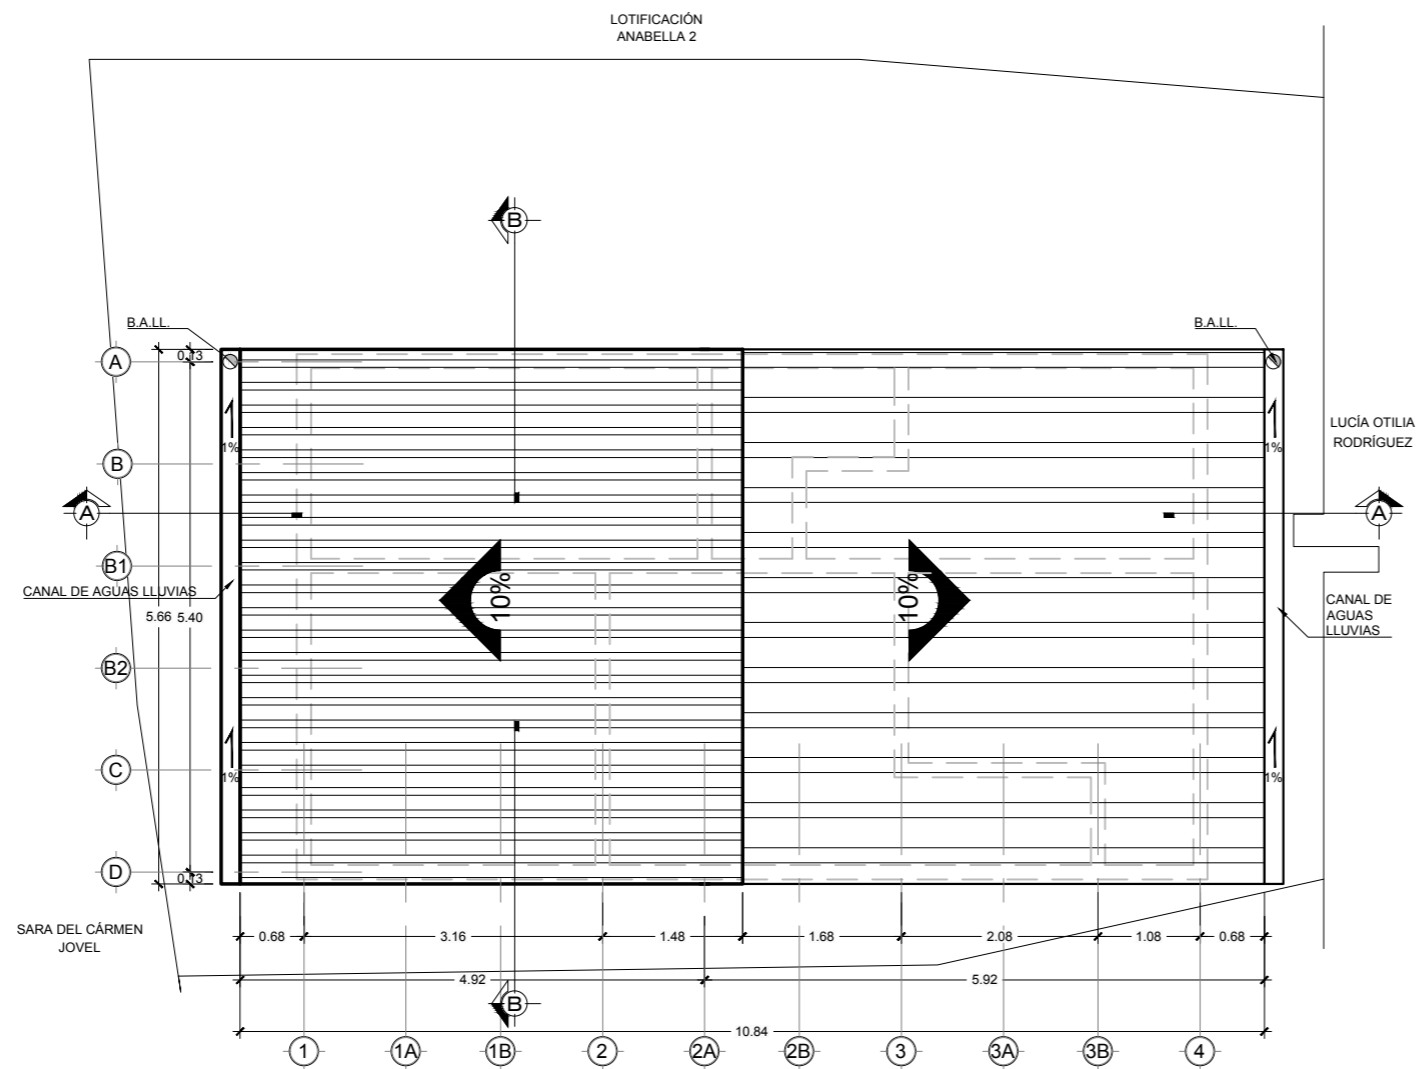 LOTIFICACIÓN
ANABELLA 2
B
B.A.LL.
B.A.LL.
0.13
A
1%
1%
LUCÍA OTILIA
RODRÍGUEZ
B
A
A
B1
10%
10%
CANAL DE AGUAS LLUVIAS
CANAL DE
AGUAS
LLUVIAS
5.66
5.40
B2
C
1%
1%
D
0.13
SARA DEL CÁRMEN
JOVEL
0.68
3.16
1.48
1.68
2.08
1.08
0.68
4.92
5.92
B
10.84
1
1A
1B
2
2A
2B
3
3A
3B
4